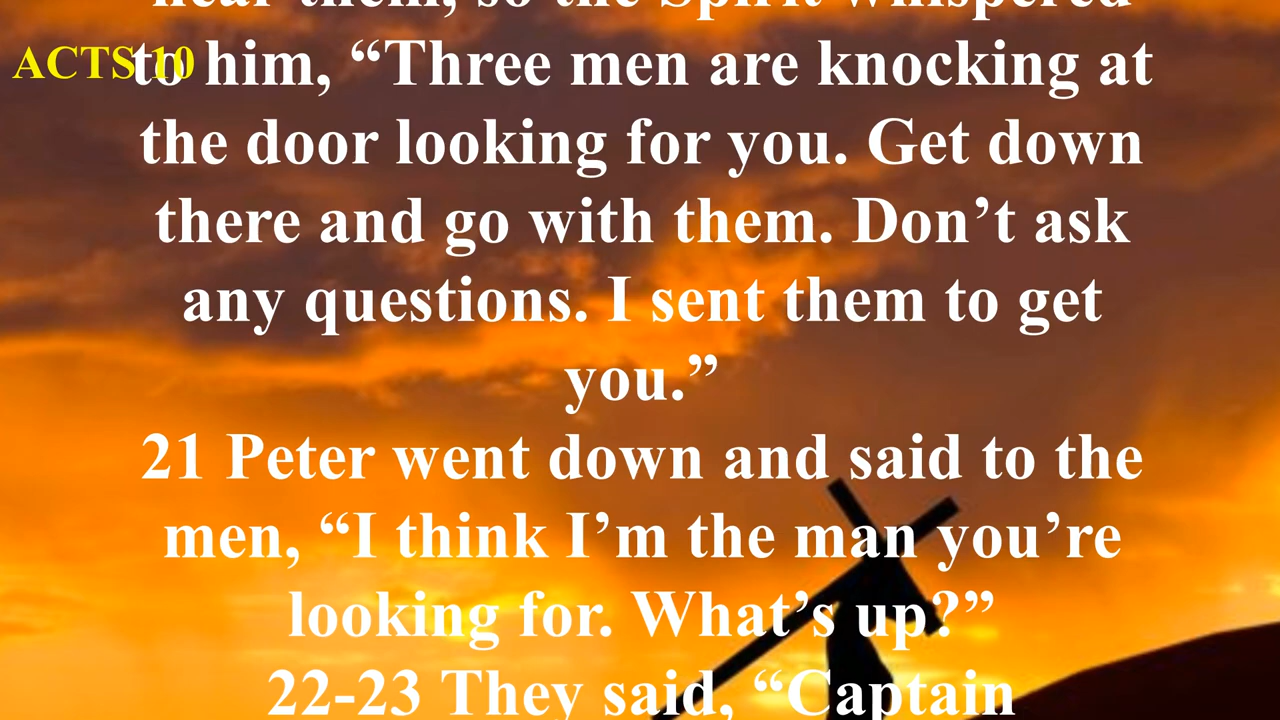 hear them, so the Spirit whispered
ACTS 10
to him, “Three men are knocking at
the door looking for you. Get down
there and go with them. Don’t ask
any questions. I sent them to get
you.”
21 Peter went down and said to the
men, “I think I’m the man you’re
looking for. What’s up?”
22-23 They said, “Captain